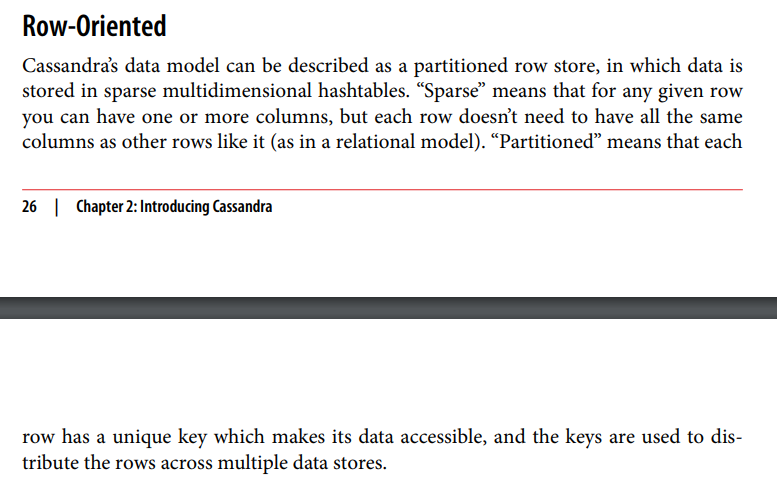 Row-Oriented
Cassandra’s data model can be described as a partitioned row store, in which data is
stored in sparse multidimensional hashtables. “Sparse” means that for any given row
you can have one or more columns, but each row doesn’t need to have all the same
columns as other rows like it (as in a relational model). “Partitioned” means that each
26 | Chapter 2: Introducing Cassandra
row has a unique key which makes its data accessible, and the keys are used to dis-
tribute the rows across multiple data stores.